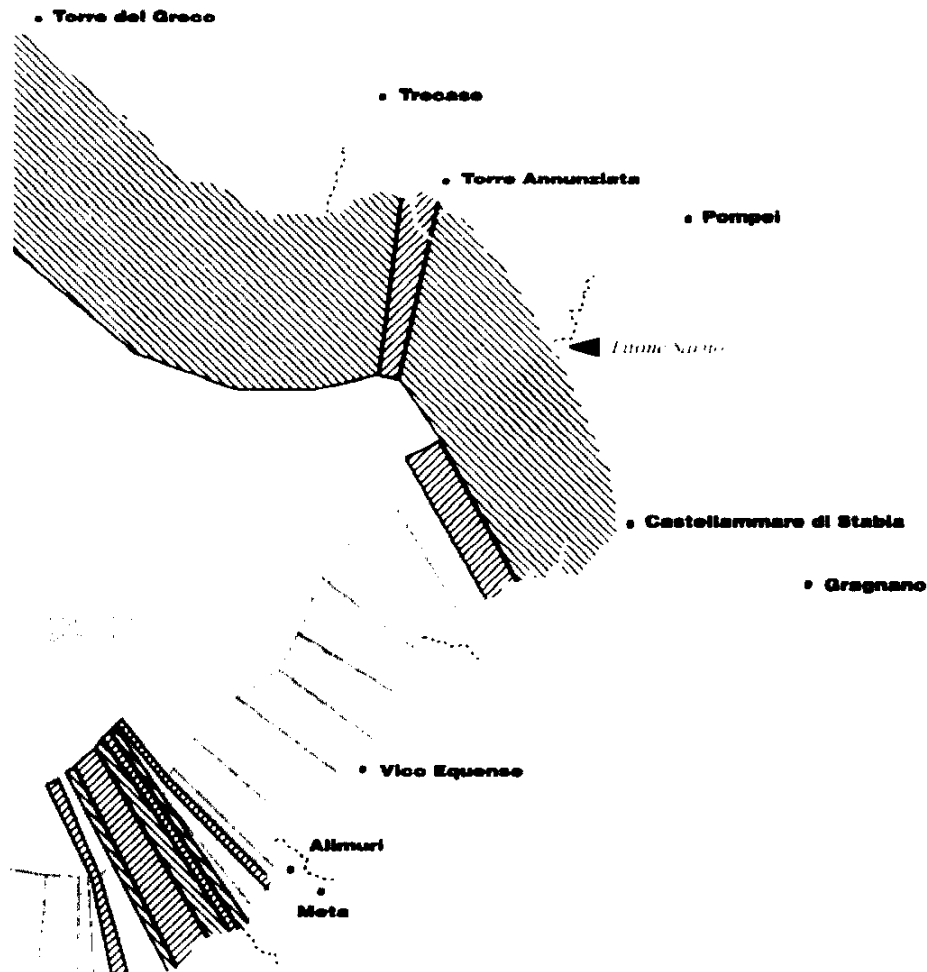 Torre del Greco
Trecase
Torre Annunziata
Pompei
Castellammare di Stabia
Gragnano
Vico Equense
Alimuri
Meta